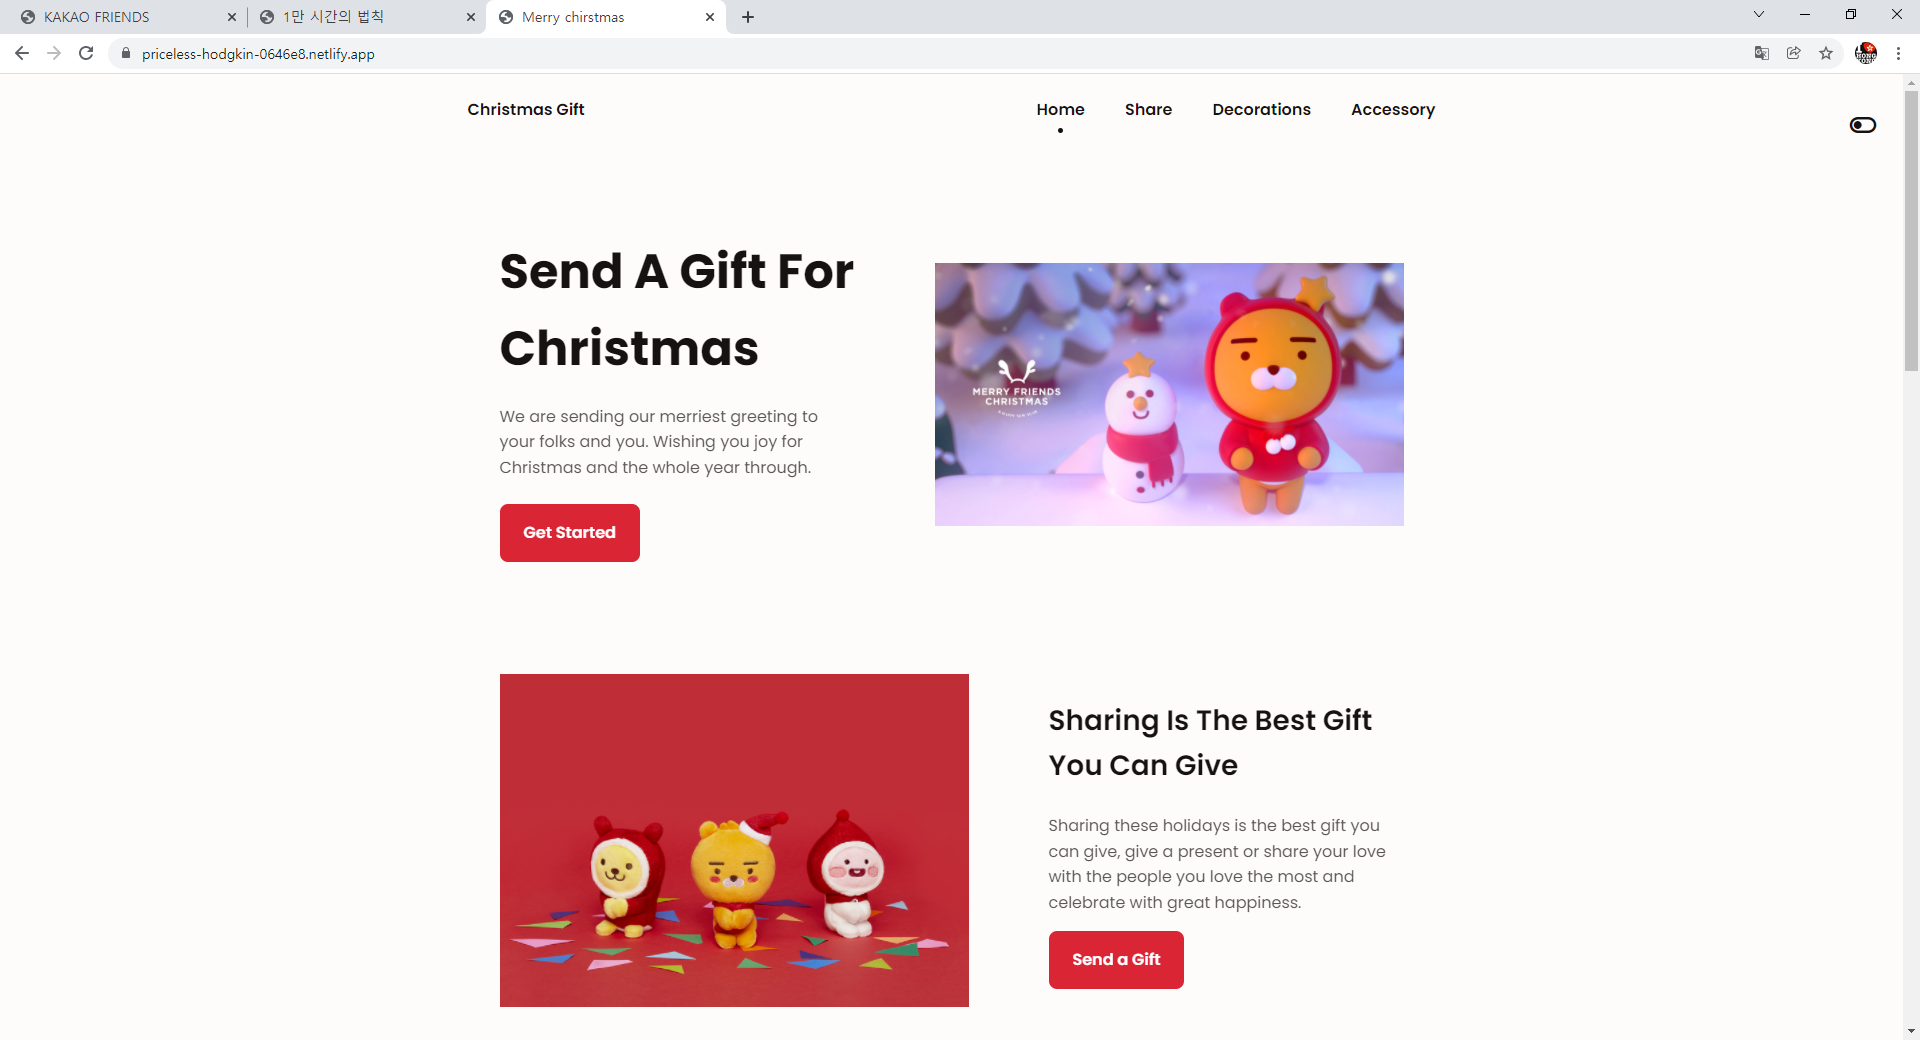 KAKAO FRIENDS
1만 시간의 법칙
Merry chirstmas
priceless-hodgkin-0646e8.netlify.app
Christmas Gift
Home
Share
Decorations
Accessory
Send A Gift For
Christmas
We are sending our merriest greeting to
your folks and you. Wishing you joy for
Christmas and the whole year through.
Get Started
MERRY FRIENDS
CHRISTMAS
Sharing Is The Best Gift
You Can Give
Sharing these holidays is the best gift you
can give, give a present or share your love
with the people you love the most and
celebrate with great happiness.
Send a Gift